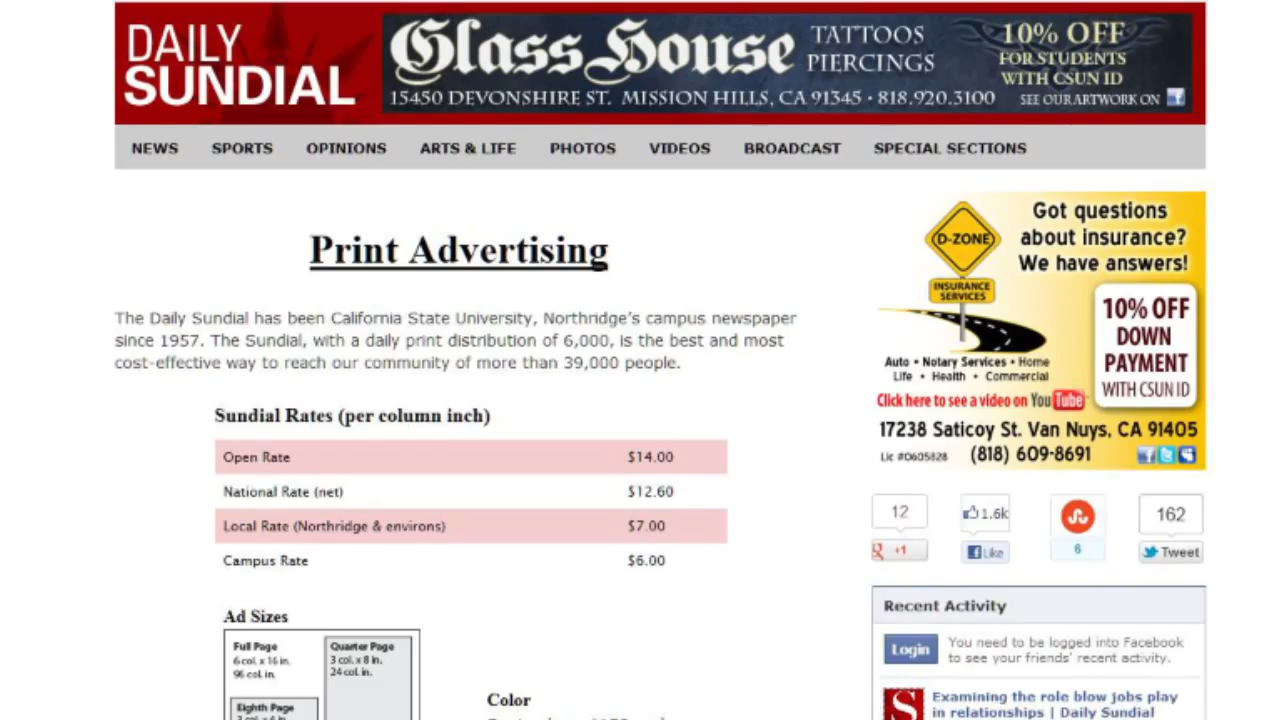 DAILY
SUNDIAL
Glass House
TATTOOS
PIERCINGS
10% OFF
FOR STUDENTS
WITH CSUN ID
15450 DEVONSHIRE ST. MISSION HILLS, CA 91345 • 818.920.3100
SEE OUR ARTWORK ON f
NEWS SPORTS OPINIONS ARTS & LIFE PHOTOS VIDEOS BROADCAST SPECIAL SECTIONS
Print Advertising
The Daily Sundial has been California State University, Northridge's campus newspaper
since 1957. The Sundial, with a daily print distribution of 6,000, is the best and most
cost-effective way to reach our community of more than 39,000 people.
Sundial Rates (per column inch)
Open Rate $14.00
National Rate (net) $12.60
Local Rate (Northridge & environs) $7.00
Campus Rate $6.00
Ad Sizes
Full Page
6 col. x 16 in.
96 col. in.
Quarter Page
3 col. x 8 in.
24 col. in.
Eighth Page
Color
D-ZONE
INSURANCE
SERVICES
Got questions
about insurance?
We have answers!
10% OFF
DOWN
PAYMENT
WITH CSUN ID
Auto • Notary Services • Home
Life • Health • Commercial
Click here to see a video on YouTube
17238 Saticoy St. Van Nuys, CA 91405
Lic #0605828 (818) 609-8691
12 1.6k 162
+1 Like 6 Tweet
Recent Activity
Login
You need to be logged into Facebook
to see your friends' recent activity.
Examining the role blow jobs play
in relationships | Daily Sundial